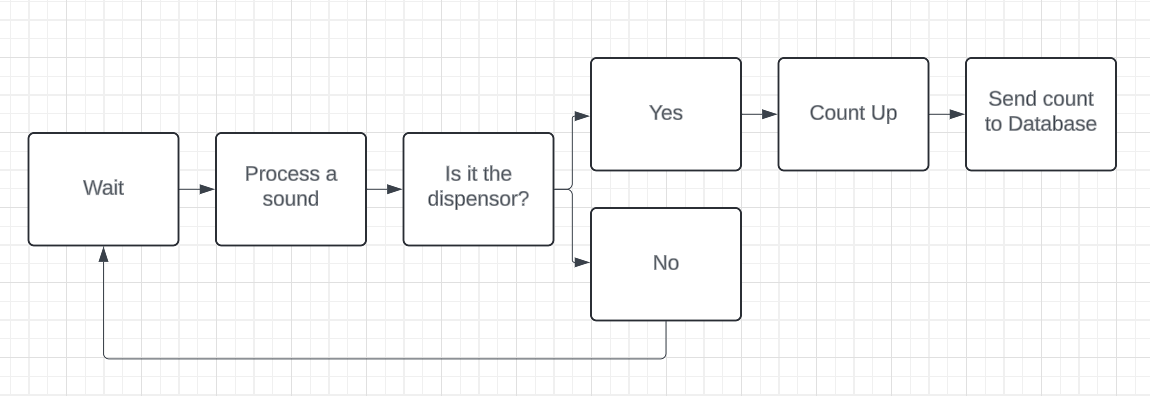 Wait
Process a
sound
Is it the
dispensor?
Yes
Count Up
Send count
to Database
No